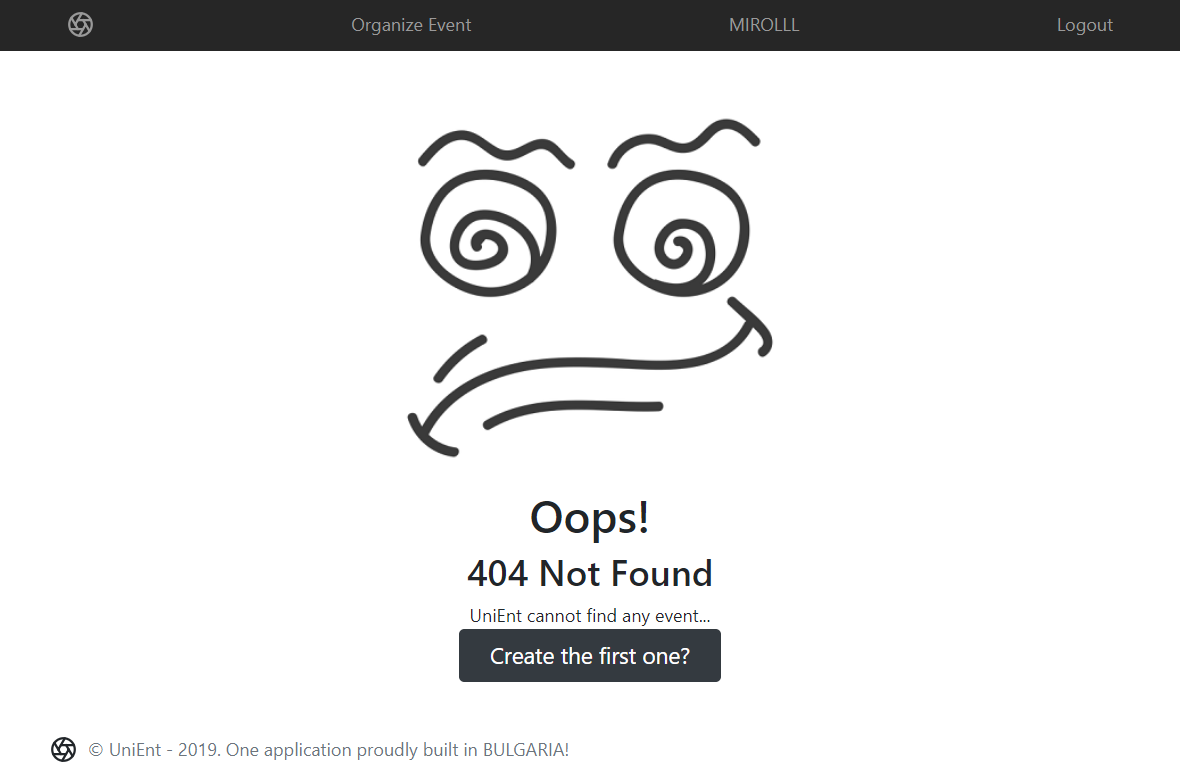 Organize Event MIROLLL Logout
Oops!
404 Not Found
UniEnt cannot find any event...
Create the first one?
© UniEnt - 2019. One application proudly built in BULGARIA!